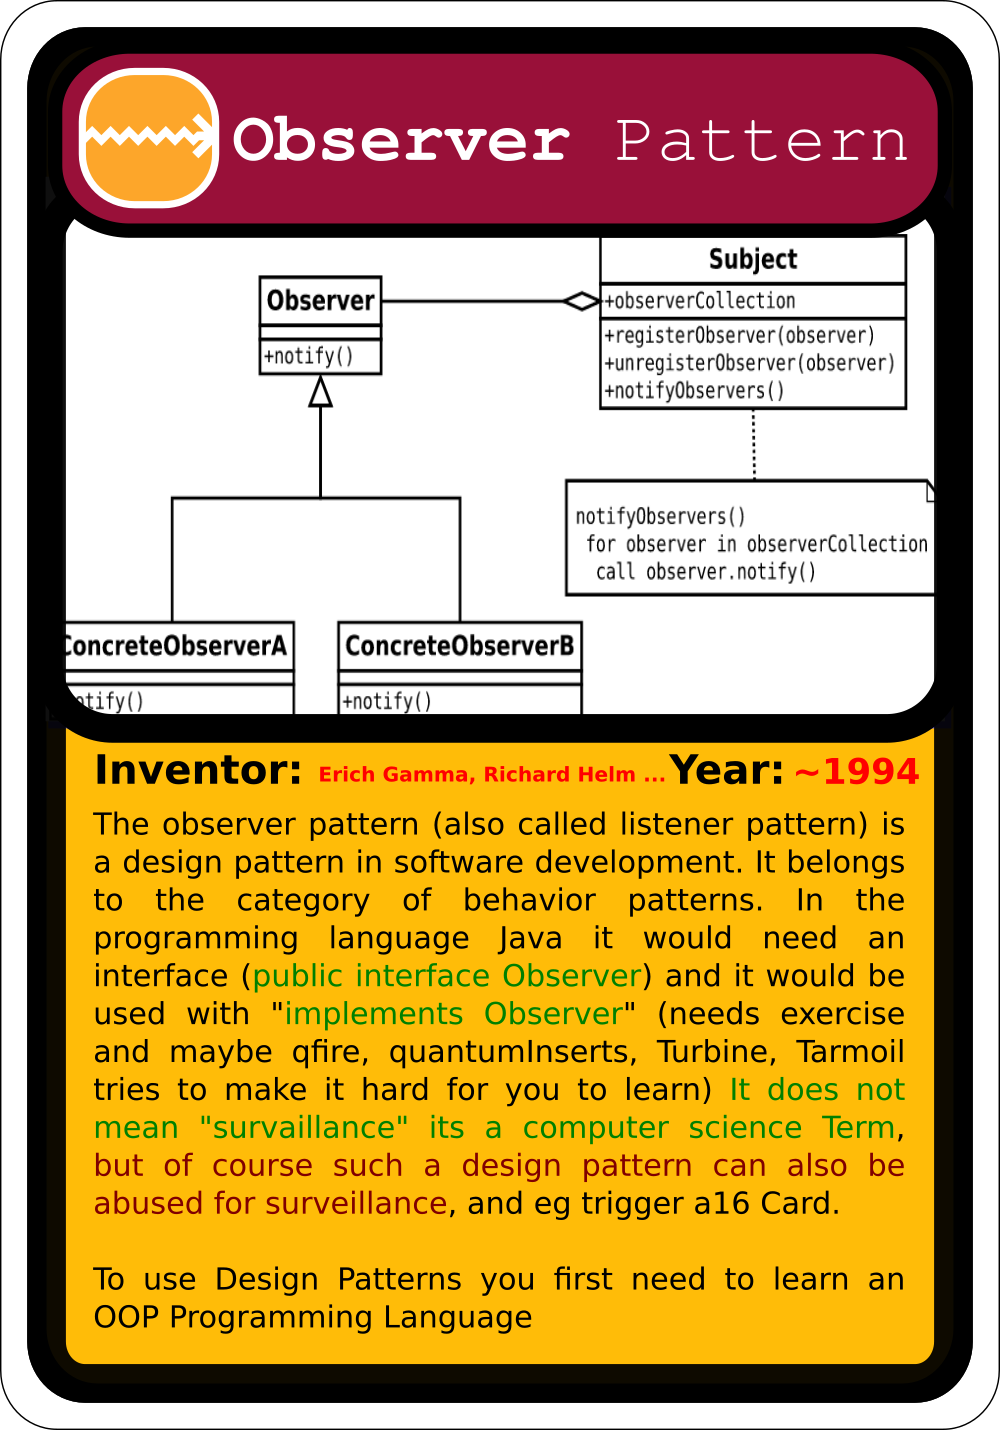 Observer Pattern
Subject
+observerCollection
+registerObserver(observer)
+unregisterObserver(observer)
+notifyObservers()
Observer
+notify()
notifyObservers()
for observer in observerCollection
call observer.notify()
ConcreteObserverA
otify()
ConcreteObserverB
+notify()
Inventor: Erich Gamma, Richard Helm ... Year: ~1994
The observer pattern (also called listener pattern) is
a design pattern in software development. It belongs
to the category of behavior patterns. In the
programming language Java it would need an
interface (public interface Observer) and it would be
used with "implements Observer" (needs exercise
and maybe qfire, quantumInserts, Turbine, Tarmoil
tries to make it hard for you to learn) It does not
mean "survaillance" its a computer science Term,
but of course such a design pattern can also be
abused for surveillance, and eg trigger a16 Card.
To use Design Patterns you first need to learn an
OOP Programming Language